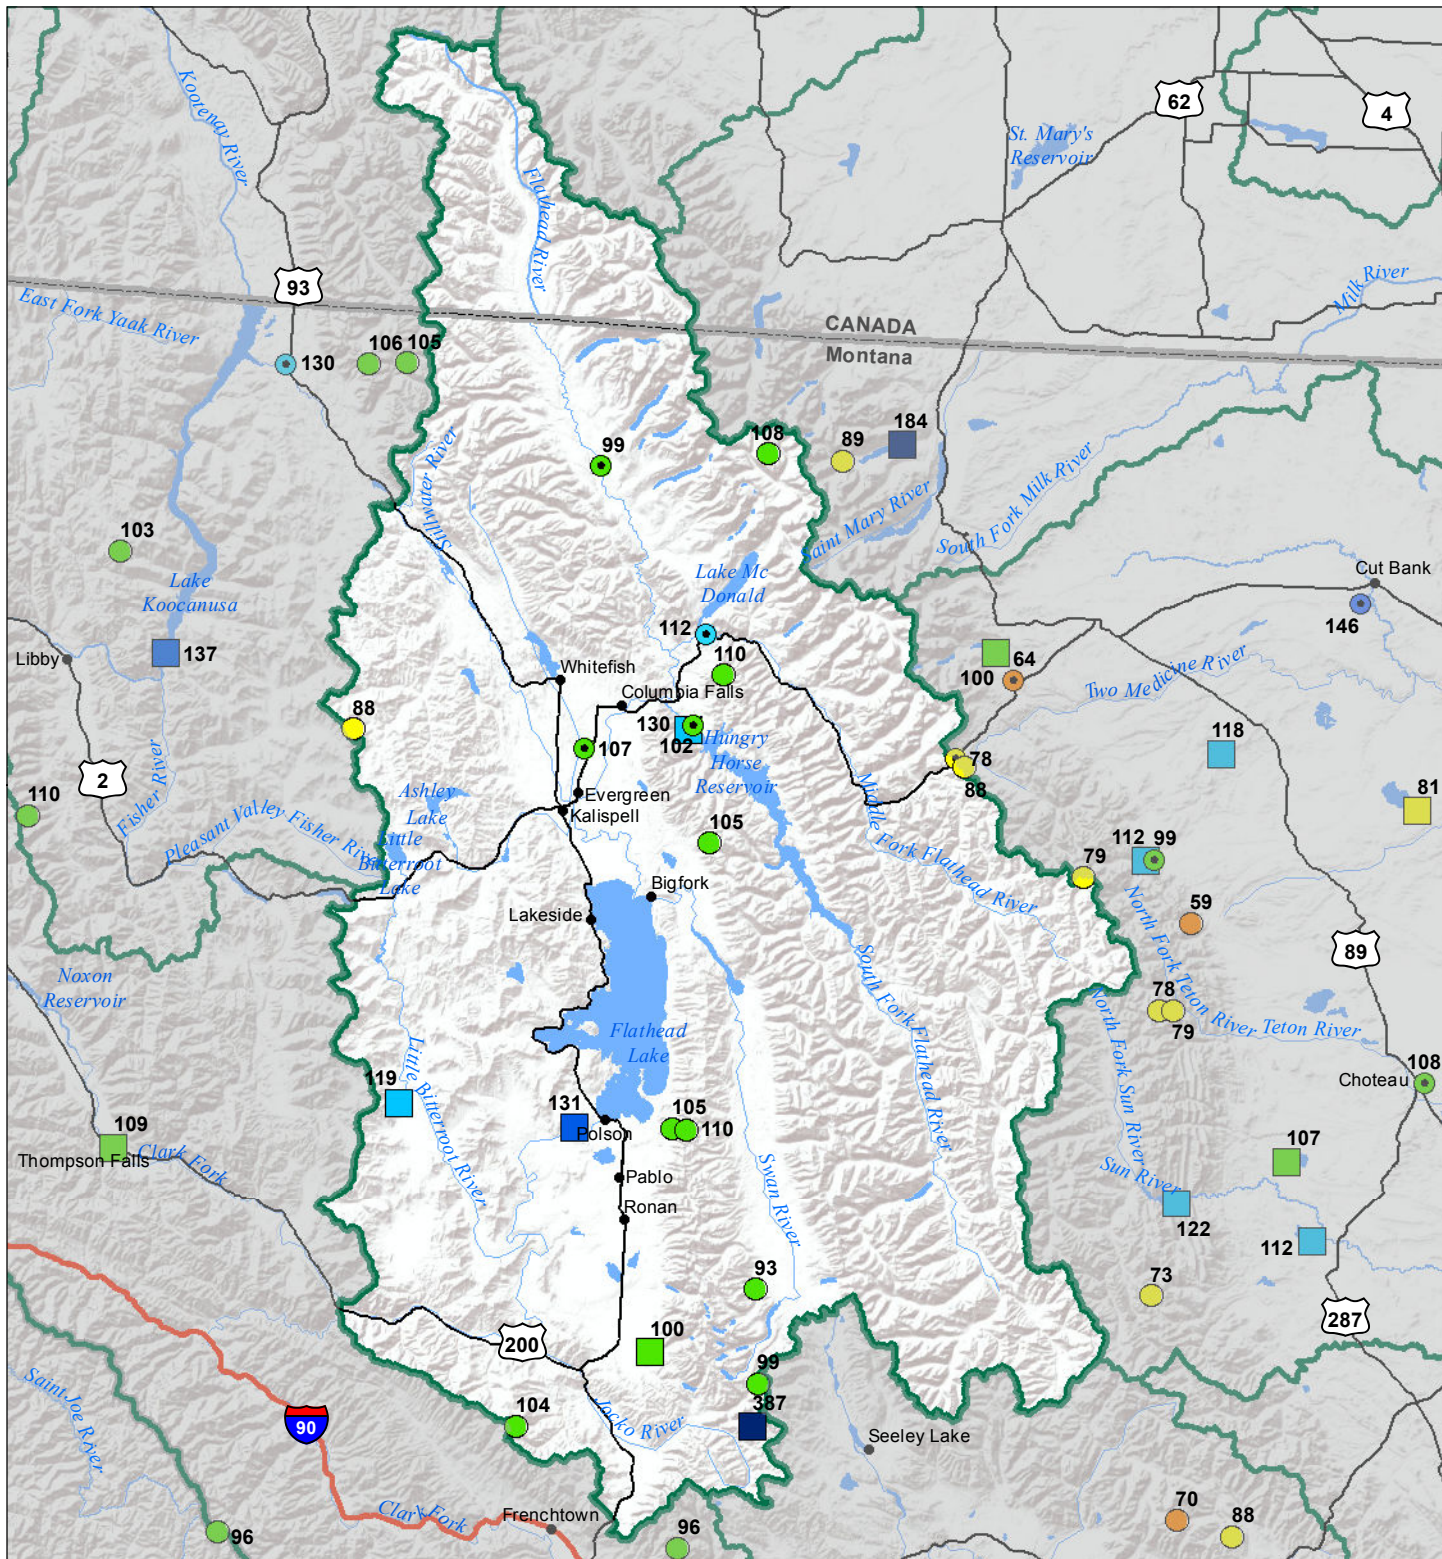 62
4
St. Mary's
Reservoir
Kootenay River
Flathead River
93
CANADA
Montana
Milk River
East Fork Yaak River
130
106
105
184
108
89
99
Stillwater River
Saint Mary River
South Fork Milk River
103
Lake
Koocanusa
Lake Mc
Donald
Cut Bank
146
112
110
Libby
137
Whitefish
Columbia Falls
64
100
Two Medicine River
88
130
102
107
Hungry
Horse
Reservoir
118
78
88
2
Fisher River
Ashley
Lake
Evergreen
Kalispell
81
110
Pleasant Valley Fisher River
Little
Bitterroot
Lake
105
Middle Fork Flathead River
112
99
79
Bigfork
Lakeside
59
North Fork Teton River
89
Noxon
Reservoir
78
79
Teton River
Flathead
Lake
South Fork Flathead River
North Fork Sun River
Little Bitterroot River
108
Choteau
119
131
105
110
Polson
109
Thompson Falls
Clark Fork
107
Pablo
Sun River
Swan River
122
Ronan
112
93
73
287
100
200
99
387
Saint Joe River
104
Jocko River
90
Seeley Lake
Clark Fork
Frenchtown
96
96
70
88